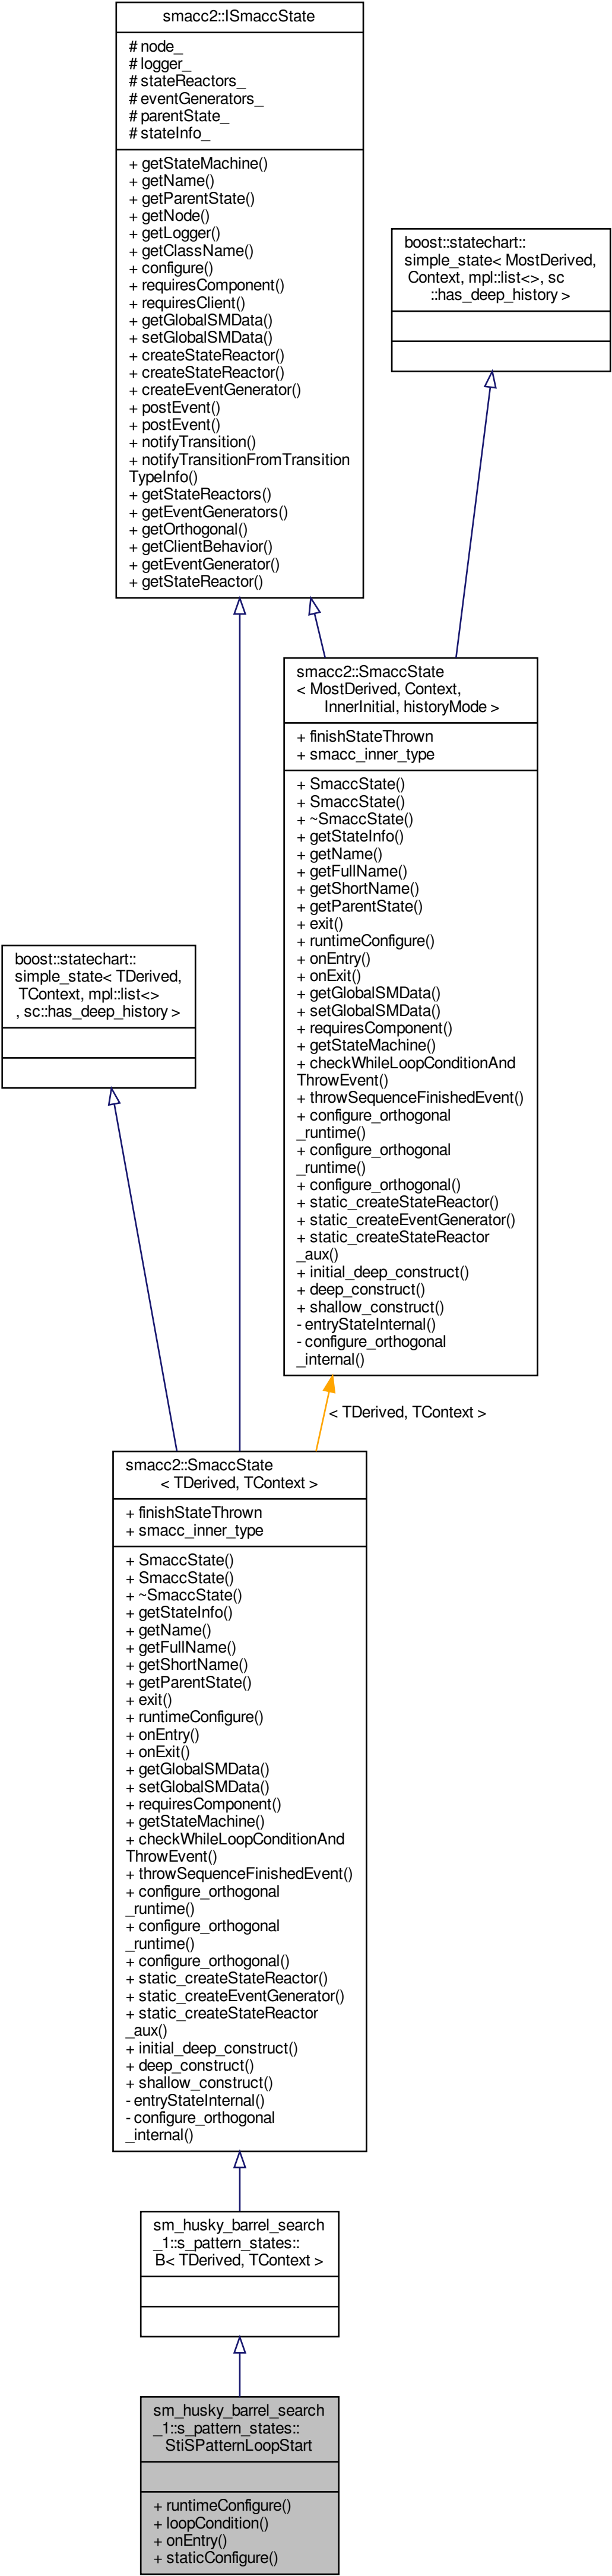 smacc2::ISmaccState
# node_
# logger_
# stateReactors_
# eventGenerators_
# parentState_
# stateInfo_
+ getStateMachine()
+ getName()
+ getParentState()
+ getNode()
+ getLogger()
+ getClassName()
+ configure()
+ requiresComponent()
+ requiresClient()
+ getGlobalSMData()
+ setGlobalSMData()
+ createStateReactor()
+ createStateReactor()
+ createEventGenerator()
+ postEvent()
+ postEvent()
+ notifyTransition()
+ notifyTransitionFromTransition
TypeInfo()
+ getStateReactors()
+ getEventGenerators()
+ getOrthogonal()
+ getClientBehavior()
+ getEventGenerator()
+ getStateReactor()
boost::statechart::
simple_state< MostDerived,
Context, mpl::list<>, sc
::has_deep_history >
smacc2::SmaccState
< MostDerived, Context,
InnerInitial, historyMode >
+ finishStateThrown
+ smacc_inner_type
+ SmaccState()
+ SmaccState()
+ ~SmaccState()
+ getStateInfo()
+ getName()
+ getFullName()
+ getShortName()
+ getParentState()
+ exit()
+ runtimeConfigure()
+ onEntry()
+ onExit()
+ getGlobalSMData()
+ setGlobalSMData()
+ requiresComponent()
+ getStateMachine()
+ checkWhileLoopConditionAnd
ThrowEvent()
+ throwSequenceFinishedEvent()
+ configure_orthogonal
_runtime()
+ configure_orthogonal
_runtime()
+ configure_orthogonal()
+ static_createStateReactor()
+ static_createEventGenerator()
+ static_createStateReactor
_aux()
+ initial_deep_construct()
+ deep_construct()
+ shallow_construct()
- entryStateInternal()
- configure_orthogonal
_internal()
boost::statechart::
simple_state< TDerived,
TContext, mpl::list<>
, sc::has_deep_history >
< TDerived, TContext >
smacc2::SmaccState
< TDerived, TContext >
+ finishStateThrown
+ smacc_inner_type
+ SmaccState()
+ SmaccState()
+ ~SmaccState()
+ getStateInfo()
+ getName()
+ getFullName()
+ getShortName()
+ getParentState()
+ exit()
+ runtimeConfigure()
+ onEntry()
+ onExit()
+ getGlobalSMData()
+ setGlobalSMData()
+ requiresComponent()
+ getStateMachine()
+ checkWhileLoopConditionAnd
ThrowEvent()
+ throwSequenceFinishedEvent()
+ configure_orthogonal
_runtime()
+ configure_orthogonal
_runtime()
+ configure_orthogonal()
+ static_createStateReactor()
+ static_createEventGenerator()
+ static_createStateReactor
_aux()
+ initial_deep_construct()
+ deep_construct()
+ shallow_construct()
- entryStateInternal()
- configure_orthogonal
_internal()
sm_husky_barrel_search
_1::s_pattern_states::
B< TDerived, TContext >
sm_husky_barrel_search
_1::s_pattern_states::
StiSPatternLoopStart
+ runtimeConfigure()
+ loopCondition()
+ onEntry()
+ staticConfigure()